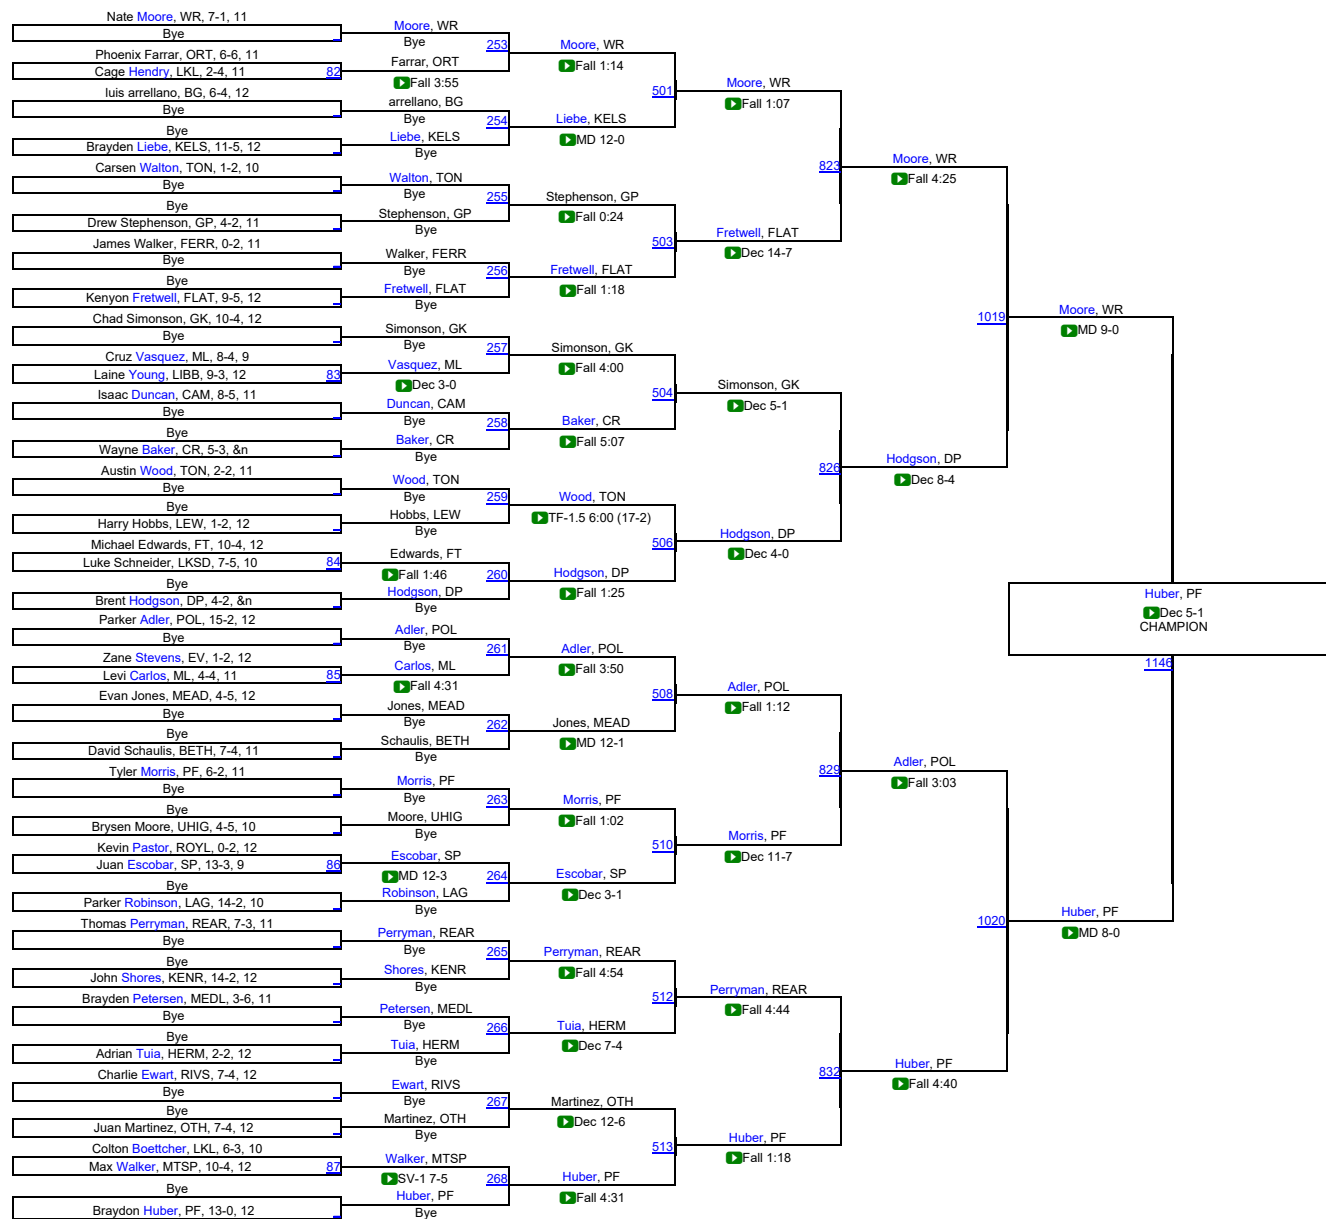 Nate Moore, WR, 7-1, 11
Bye
Phoenix Farrar, ORT, 6-6, 11
Cage Hendry, LKL, 2-4, 11
82
luis arrellano, BG, 6-4, 12
Bye
Bye
Brayden Liebe, KELS, 11-5, 12
Carsen Walton, TON, 1-2, 10
Bye
Bye
Drew Stephenson, GP, 4-2, 11
James Walker, FERR, 0-2, 11
Bye
Bye
Kenyon Fretwell, FLAT, 9-5, 12
Chad Simonson, GK, 10-4, 12
Bye
Cruz Vasquez, ML, 8-4, 9
Laine Young, LIBB, 9-3, 12
83
Isaac Duncan, CAM, 8-5, 11
Bye
Bye
Wayne Baker, CR, 5-3, &n
Austin Wood, TON, 2-2, 11
Bye
Bye
Harry Hobbs, LEW, 1-2, 12
Michael Edwards, FT, 10-4, 12
Luke Schneider, LKSD, 7-5, 10
84
Bye
Brent Hodgson, DP, 4-2, &n
Parker Adler, POL, 15-2, 12
Bye
Zane Stevens, EV, 1-2, 12
Levi Carlos, ML, 4-4, 11
85
Evan Jones, MEAD, 4-5, 12
Bye
Bye
David Schaulis, BETH, 7-4, 11
Tyler Morris, PF, 6-2, 11
Bye
Bye
Brysen Moore, UHIG, 4-5, 10
Kevin Pastor, ROYL, 0-2, 12
Juan Escobar, SP, 13-3, 9
86
Bye
Parker Robinson, LAG, 14-2, 10
Thomas Perryman, REAR, 7-3, 11
Bye
Bye
John Shores, KENR, 14-2, 12
Brayden Petersen, MEDL, 3-6, 11
Bye
Bye
Adrian Tuia, HERM, 2-2, 12
Charlie Ewart, RIVS, 7-4, 12
Bye
Bye
Juan Martinez, OTH, 7-4, 12
Colton Boettcher, LKL, 6-3, 10
Max Walker, MTSP, 10-4, 12
87
Bye
Braydon Huber, PF, 13-0, 12
Moore, WR
Bye
253
Farrar, ORT
Fall 3:55
arrellano, BG
Bye
254
Liebe, KELS
Bye
Walton, TON
Bye
255
Stephenson, GP
Bye
Walker, FERR
Bye
256
Fretwell, FLAT
Bye
Simonson, GK
Bye
257
Vasquez, ML
Dec 3-0
Duncan, CAM
Bye
258
Baker, CR
Bye
Wood, TON
Bye
259
Hobbs, LEW
Bye
Edwards, FT
Fall 1:46
260
Hodgson, DP
Bye
Adler, POL
Bye
261
Carlos, ML
Fall 4:31
Jones, MEAD
Bye
262
Schaulis, BETH
Bye
Morris, PF
Bye
263
Moore, UHIG
Bye
Escobar, SP
MD 12-3
264
Robinson, LAG
Bye
Perryman, REAR
Bye
265
Shores, KENR
Bye
Petersen, MEDL
Bye
266
Tuia, HERM
Bye
Ewart, RIVS
Bye
267
Martinez, OTH
Bye
Walker, MTSP
SV-1 7-5
268
Huber, PF
Bye
Moore, WR
Fall 1:14
501
Liebe, KELS
MD 12-0
Stephenson, GP
Fall 0:24
503
Fretwell, FLAT
Fall 1:18
Simonson, GK
Fall 4:00
504
Baker, CR
Fall 5:07
Wood, TON
TF-1.5 6:00 (17-2)
506
Hodgson, DP
Fall 1:25
Adler, POL
Fall 3:50
508
Jones, MEAD
MD 12-1
Morris, PF
Fall 1:02
510
Escobar, SP
Dec 3-1
Perryman, REAR
Fall 4:54
512
Tuia, HERM
Dec 7-4
Martinez, OTH
Dec 12-6
513
Huber, PF
Fall 4:31
Moore, WR
Fall 1:07
823
Fretwell, FLAT
Dec 14-7
Simonson, GK
Dec 5-1
826
Hodgson, DP
Dec 4-0
Adler, POL
Fall 1:12
829
Morris, PF
Dec 11-7
Perryman, REAR
Fall 4:44
832
Huber, PF
Fall 1:18
Moore, WR
Fall 4:25
1019
Hodgson, DP
Dec 8-4
Adler, POL
Fall 3:03
1020
Huber, PF
Fall 4:40
Moore, WR
MD 9-0
Huber, PF
MD 8-0
Huber, PF
Dec 5-1
CHAMPION
1146